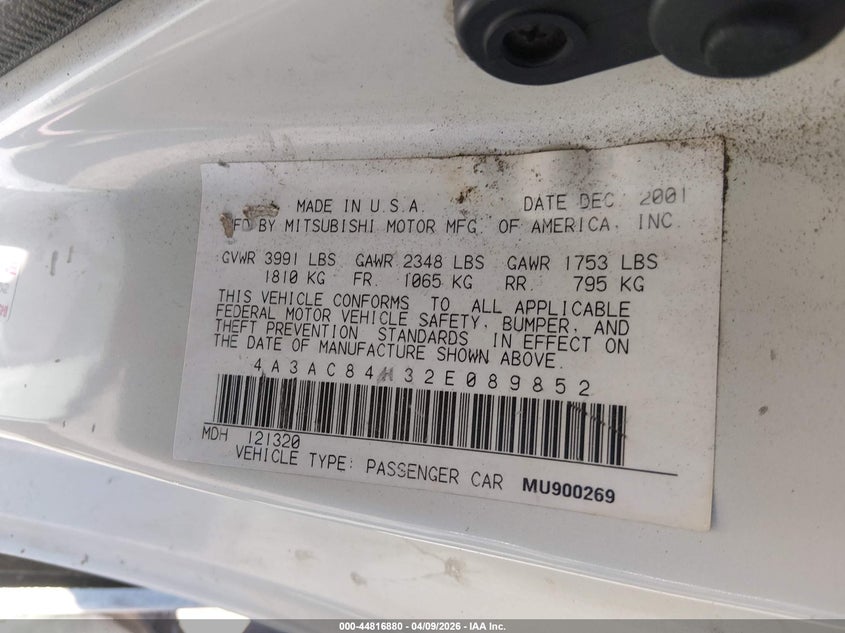 MADE IN U.S.A. DATE DEC. 2001
MFD BY MITSUBISHI MOTOR MFG. OF AMERICA, INC.
GVWR 3991 LBS GAWR 2348 LBS GAWR 1753 LBS
1810 KG FR. 1065 KG RR. 795 KG
THIS VEHICLE CONFORMS TO ALL APPLICABLE
FEDERAL MOTOR VEHICLE SAFETY, BUMPER, AND
THEFT PREVENTION STANDARDS IN EFFECT ON
THE DATE OF MANUFACTURE SHOWN ABOVE.
4A3AC84H32E089852
MDH 121320
VEHICLE TYPE: PASSENGER CAR MU900269
000-44816880 | 04/09/2026 | IAA Inc.